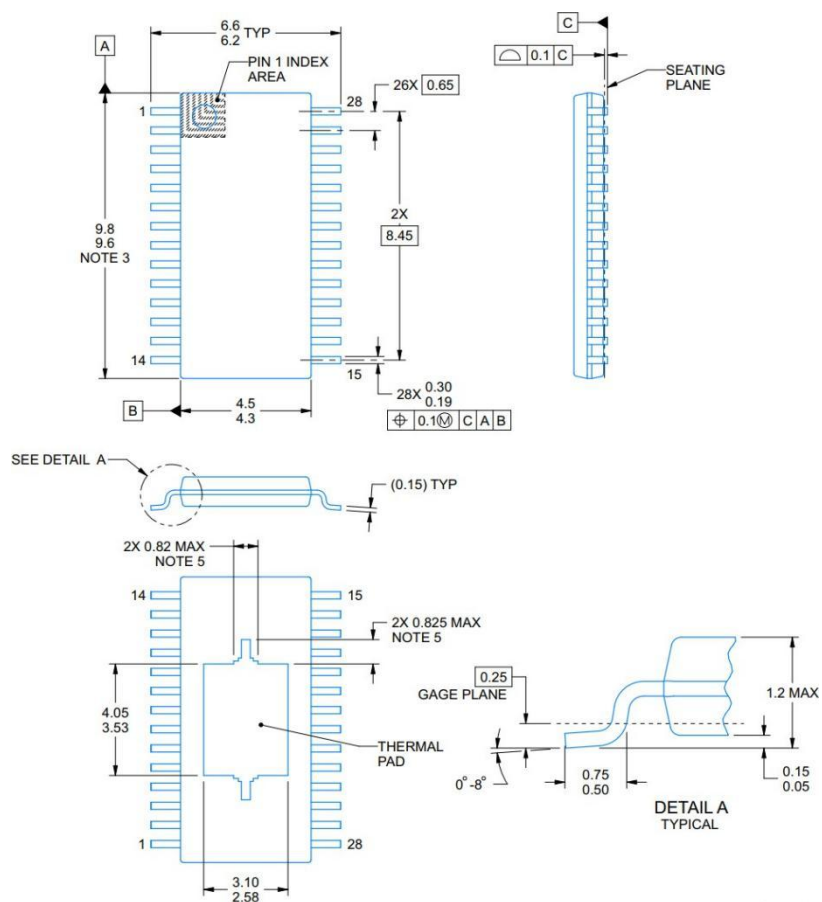 6.6
6.2 TYP
C
A
PIN 1 INDEX
AREA
0.1 C
SEATING
PLANE
26X 0.65
1
28
2X
8.45
9.8
9.6
NOTE 3
14
15
28X 0.30
0.19
B
4.5
4.3
⌖ 0.1Ⓜ C A B
SEE DETAIL A
(0.15) TYP
2X 0.82 MAX
NOTE 5
14
15
2X 0.825 MAX
NOTE 5
0.25
GAGE PLANE
1.2 MAX
4.05
3.53
THERMAL
PAD
0°-8°
0.75
0.50
0.15
0.05
DETAIL A
TYPICAL
1
28
3.10
2.58